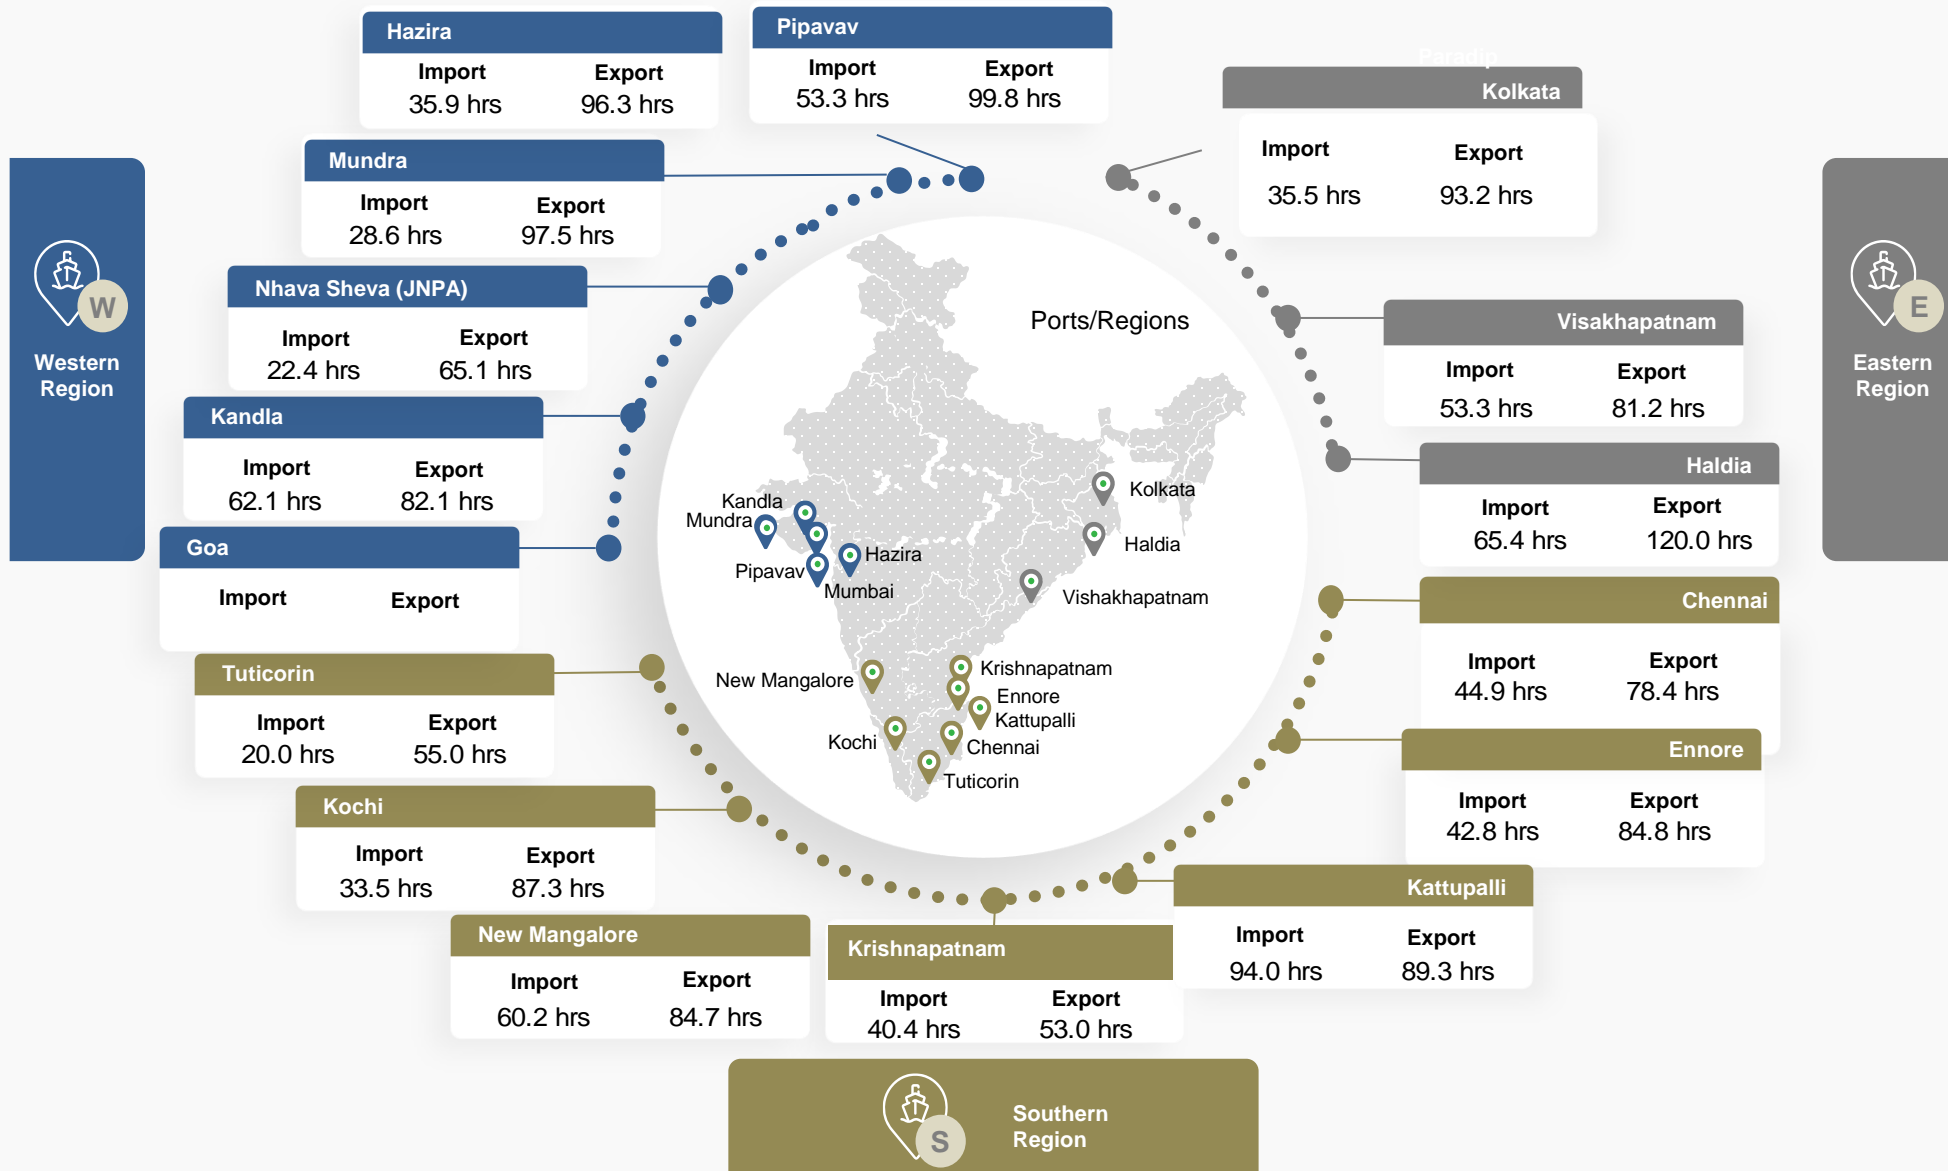 Hazira
Import Export
35.9 hrs 96.3 hrs
Pipavav
Import Export
53.3 hrs 99.8 hrs
Paradip
Kolkata
Import Export
35.5 hrs 93.2 hrs
Mundra
Import Export
28.6 hrs 97.5 hrs
W
Western
Region
E
Eastern
Region
Nhava Sheva (JNPA)
Import Export
22.4 hrs 65.1 hrs
Ports/Regions
Visakhapatnam
Import Export
53.3 hrs 81.2 hrs
Kandla
Import Export
62.1 hrs 82.1 hrs
Haldia
Import Export
65.4 hrs 120.0 hrs
Goa
Import Export
Kandla
Mundra
Pipavav
Hazira
Mumbai
Kolkata
Haldia
Vishakhapatnam
New Mangalore
Kochi
Krishnapatnam
Ennore
Kattupalli
Chennai
Tuticorin
Chennai
Import Export
44.9 hrs 78.4 hrs
Tuticorin
Import Export
20.0 hrs 55.0 hrs
Ennore
Import Export
42.8 hrs 84.8 hrs
Kochi
Import Export
33.5 hrs 87.3 hrs
Kattupalli
Import Export
94.0 hrs 89.3 hrs
New Mangalore
Import Export
60.2 hrs 84.7 hrs
Krishnapatnam
Import Export
40.4 hrs 53.0 hrs
S
Southern
Region